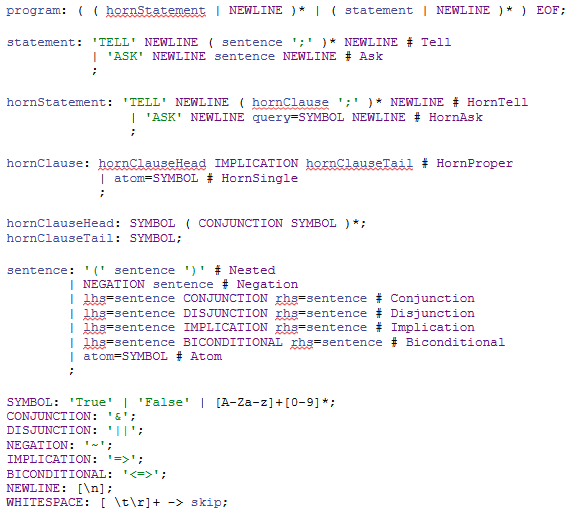 program: ( ( hornStatement | NEWLINE )* | ( statement | NEWLINE )* ) EOF;
statement: 'TELL' NEWLINE ( sentence ';' )* NEWLINE # Tell
| 'ASK' NEWLINE sentence NEWLINE # Ask
;
hornStatement: 'TELL' NEWLINE ( hornClause ';' )* NEWLINE # HornTell
| 'ASK' NEWLINE query=SYMBOL NEWLINE # HornAsk
;
hornClause: hornClauseHead IMPLICATION hornClauseTail # HornProper
| atom=SYMBOL # HornSingle
;
hornClauseHead: SYMBOL ( CONJUNCTION SYMBOL )*;
hornClauseTail: SYMBOL;
sentence: '(' sentence ')' # Nested
| NEGATION sentence # Negation
| lhs=sentence CONJUNCTION rhs=sentence # Conjunction
| lhs=sentence DISJUNCTION rhs=sentence # Disjunction
| lhs=sentence IMPLICATION rhs=sentence # Implication
| lhs=sentence BICONDITIONAL rhs=sentence # Biconditional
| atom=SYMBOL # Atom
;
SYMBOL: 'True' | 'False' | [A-Za-z]+[0-9]*;
CONJUNCTION: '&';
DISJUNCTION: '||';
NEGATION: '~';
IMPLICATION: '=>';
BICONDITIONAL: '<=>';
NEWLINE: [\n];
WHITESPACE: [ \t\r]+ -> skip;